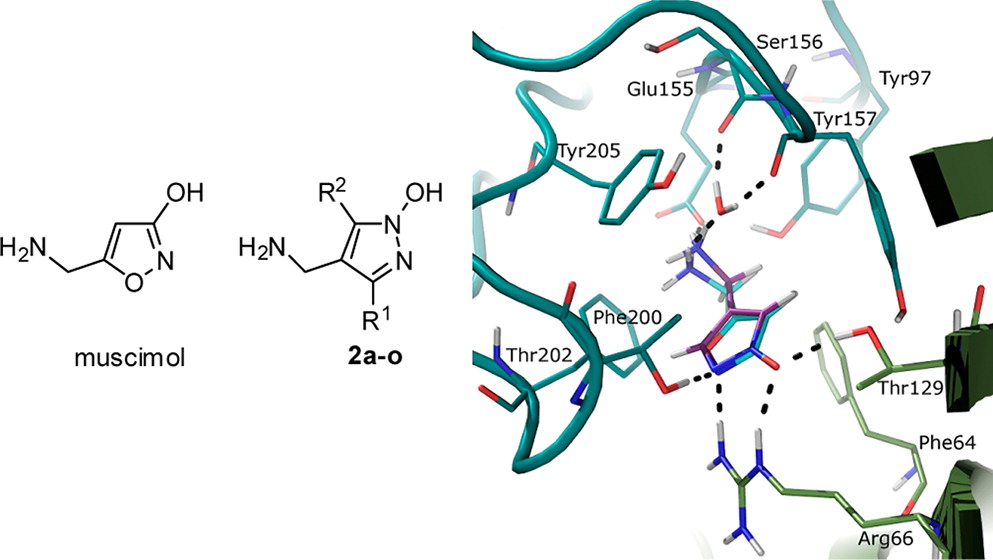 OH
H₂N
O
N
muscimol
R²
OH
N
H₂N
N
R¹
2a-o
Ser156
Glu155
Tyr97
Tyr157
Tyr205
Phe200
Thr202
Thr129
Phe64
Arg66